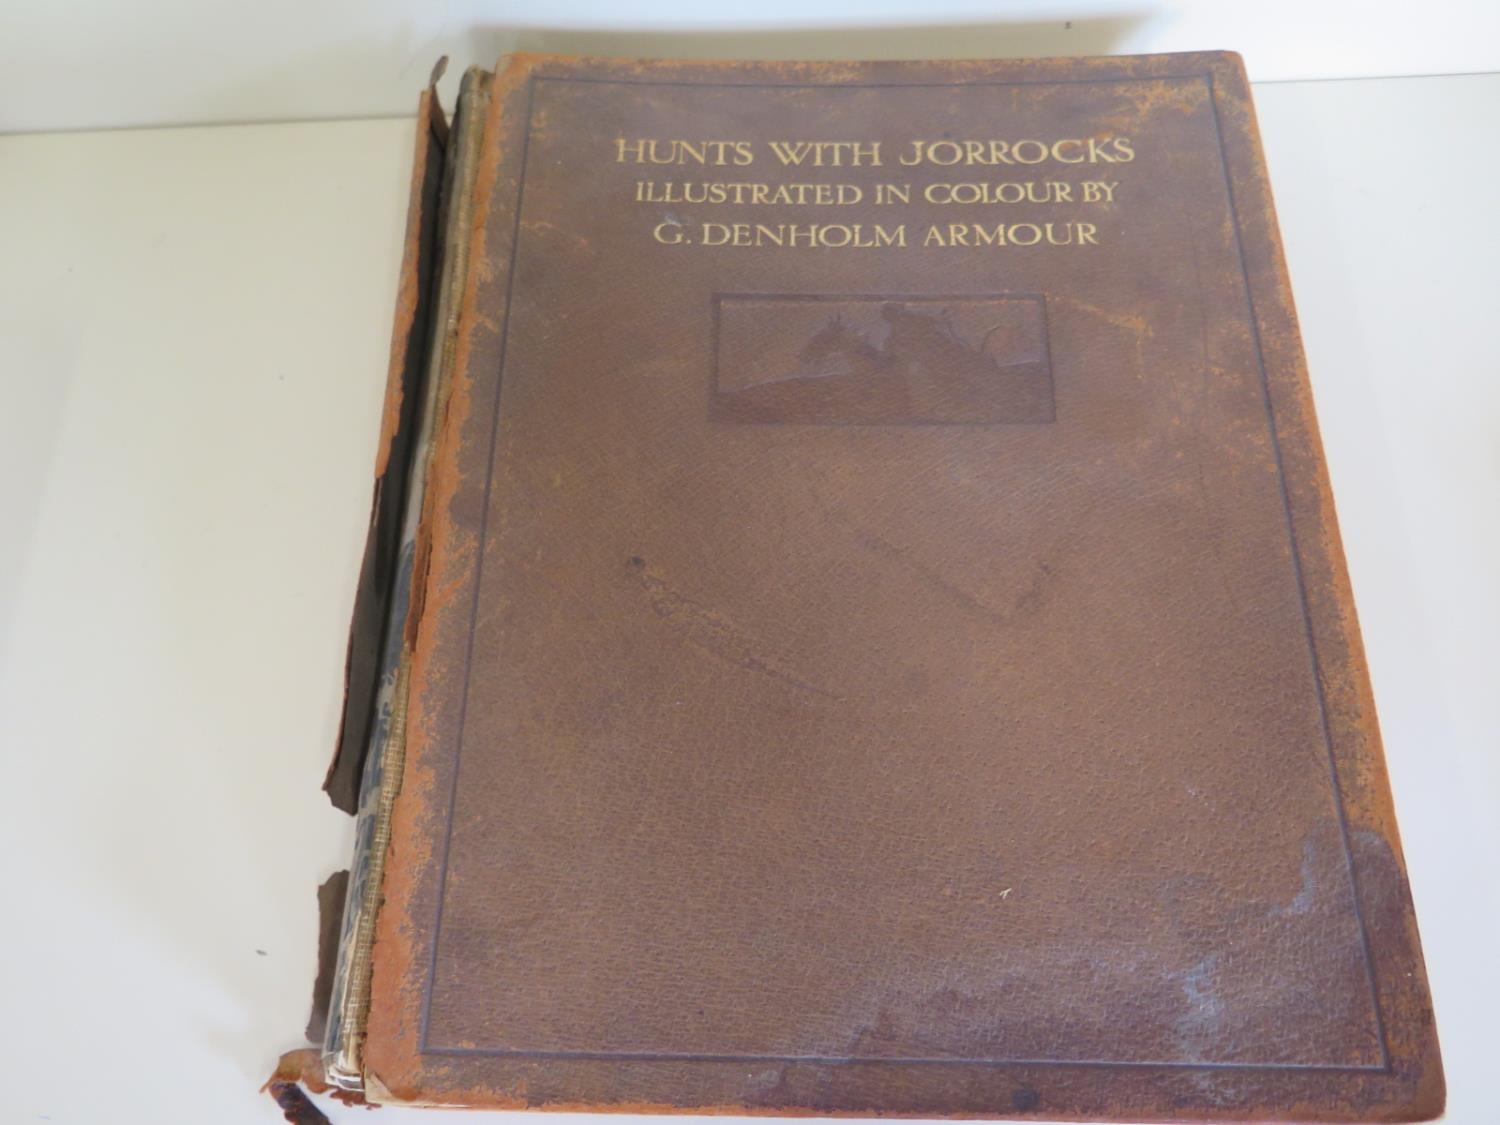 HUNTS WITH JORROCKS
ILLUSTRATED IN COLOUR BY
G. DENHOLM ARMOUR